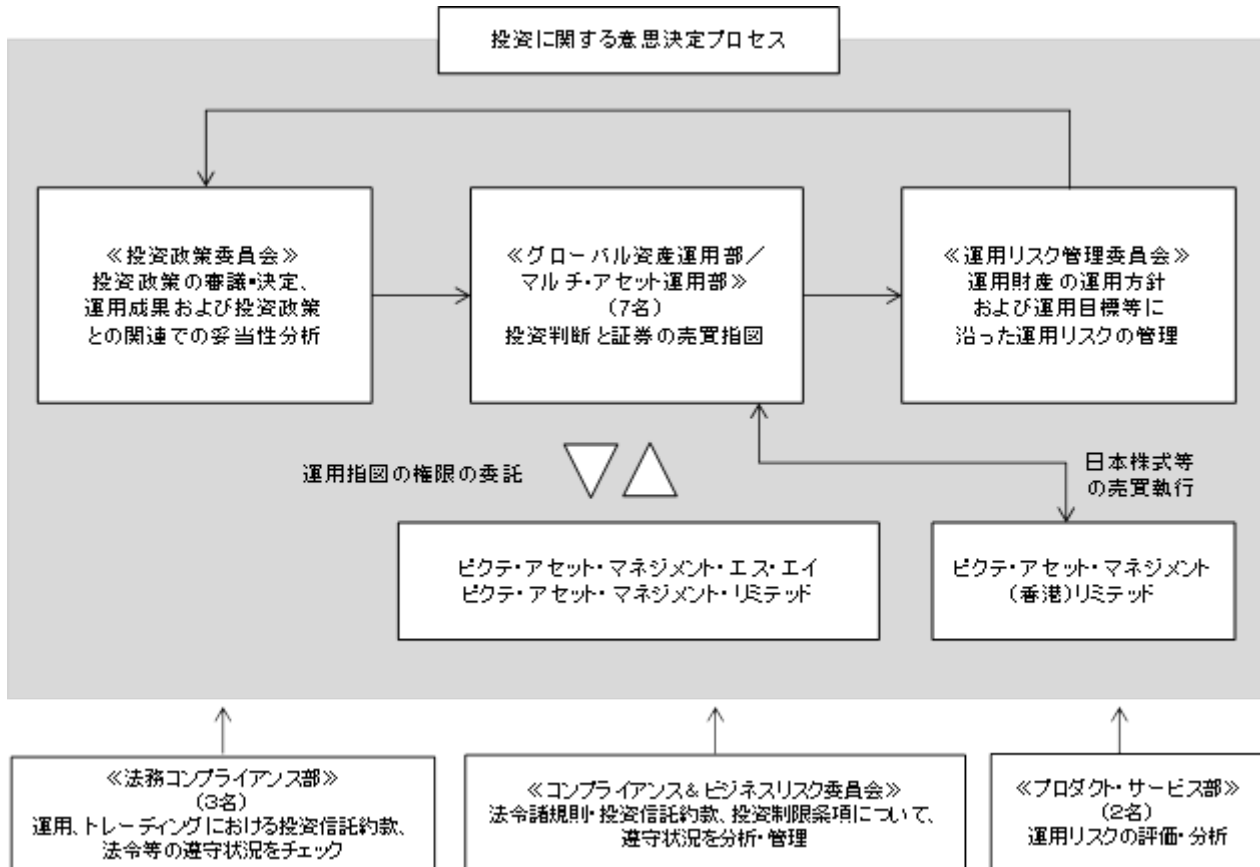 投資に関する意思決定プロセス
≪投資政策委員会≫
投資政策の審議・決定、
運用成果および投資政策
との関連での妥当性分析
≪グローバル資産運用部／
マルチ・アセット運用部≫
(7名)
投資判断と証券の売買指図
≪運用リスク管理委員会≫
運用財産の運用方針
および運用目標等に
沿った運用リスクの管理
運用指図の権限の委託
日本株式等
の売買執行
ピクテ・アセット・マネジメント・エス・エイ
ピクテ・アセット・マネジメント・リミテッド
ピクテ・アセット・マネジメント
(香港)リミテッド
≪法務コンプライアンス部≫
(3名)
運用、トレーディングにおける投資信託約款、
法令等の遵守状況をチェック
≪コンプライアンス＆ビジネスリスク委員会≫
法令諸規則・投資信託約款、投資制限条項について、
遵守状況を分析・管理
≪プロダクト・サービス部≫
(2名)
運用リスクの評価・分析